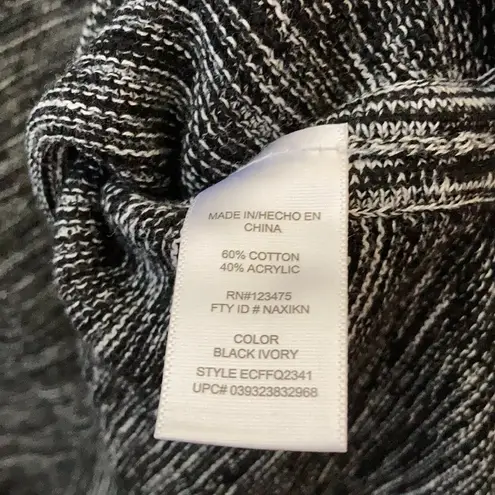 MADE IN/HECHO EN
CHINA
60% COTTON
40% ACRYLIC
RN#123475
FTY ID # NAXIKN
COLOR
BLACK IVORY
STYLE ECFFQ2341
UPC# 039323832968